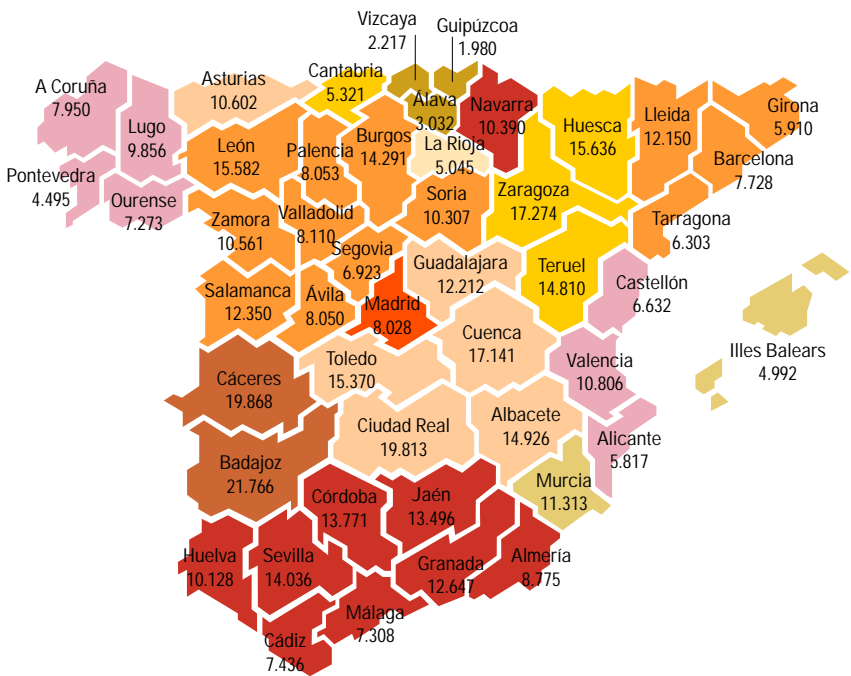 Vizcaya
2.217
Guipúzcoa
1.980
A Coruña
7.950
Asturias
10.602
Cantabria
5.321
Álava
3.032
Navarra
10.390
Lugo
9.856
León
15.582
Palencia
8.053
Burgos
14.291
La Rioja
5.045
Huesca
15.636
Lleida
12.150
Girona
5.910
Barcelona
7.728
Pontevedra
4.495
Ourense
7.273
Zamora
10.561
Valladolid
8.110
Soria
10.307
Zaragoza
17.274
Tarragona
6.303
Segovia
6.923
Guadalajara
12.212
Teruel
14.810
Castellón
6.632
Salamanca
12.350
Ávila
8.050
Madrid
8.028
Cuenca
17.141
Illes Balears
4.992
Toledo
15.370
Valencia
10.806
Cáceres
19.868
Ciudad Real
19.813
Albacete
14.926
Alicante
5.817
Badajoz
21.766
Murcia
11.313
Córdoba
13.771
Jaén
13.496
Huelva
10.128
Sevilla
14.036
Granada
12.647
Almería
8.775
Málaga
7.308
Cádiz
7.436